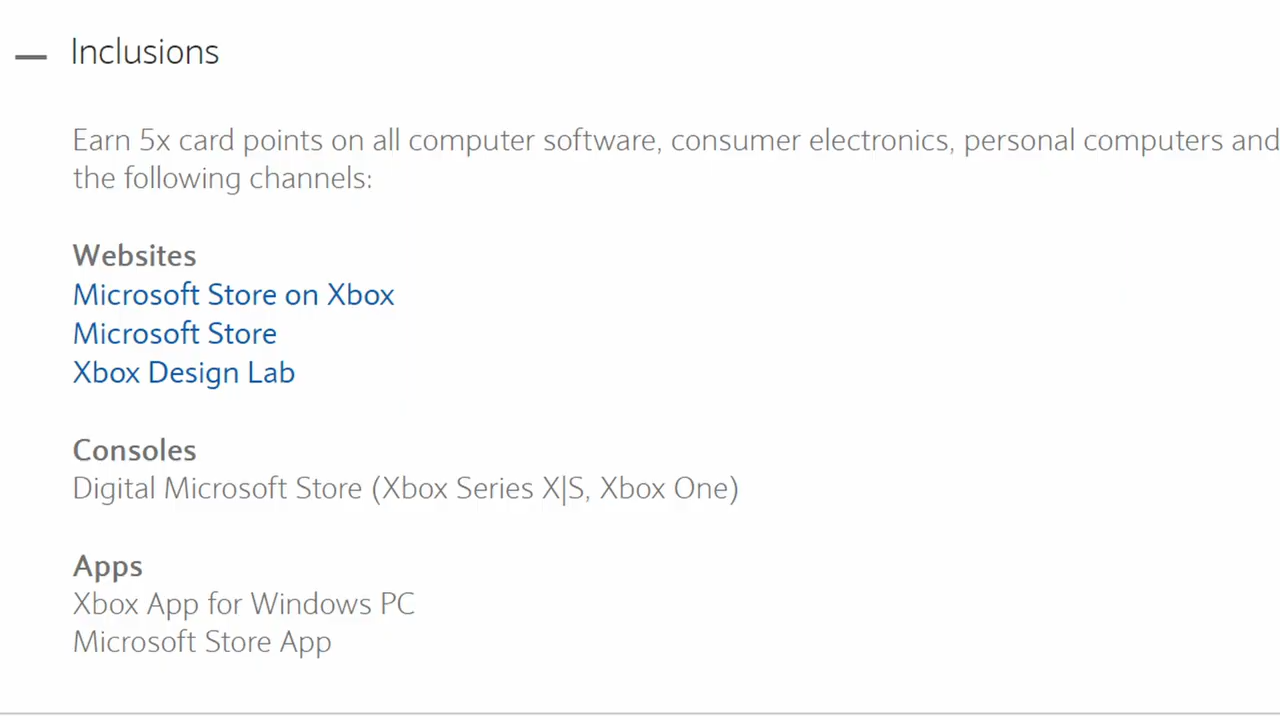 Inclusions
Earn 5x card points on all computer software, consumer electronics, personal computers and
the following channels:
Websites
Microsoft Store on Xbox
Microsoft Store
Xbox Design Lab
Consoles
Digital Microsoft Store (Xbox Series X|S, Xbox One)
Apps
Xbox App for Windows PC
Microsoft Store App